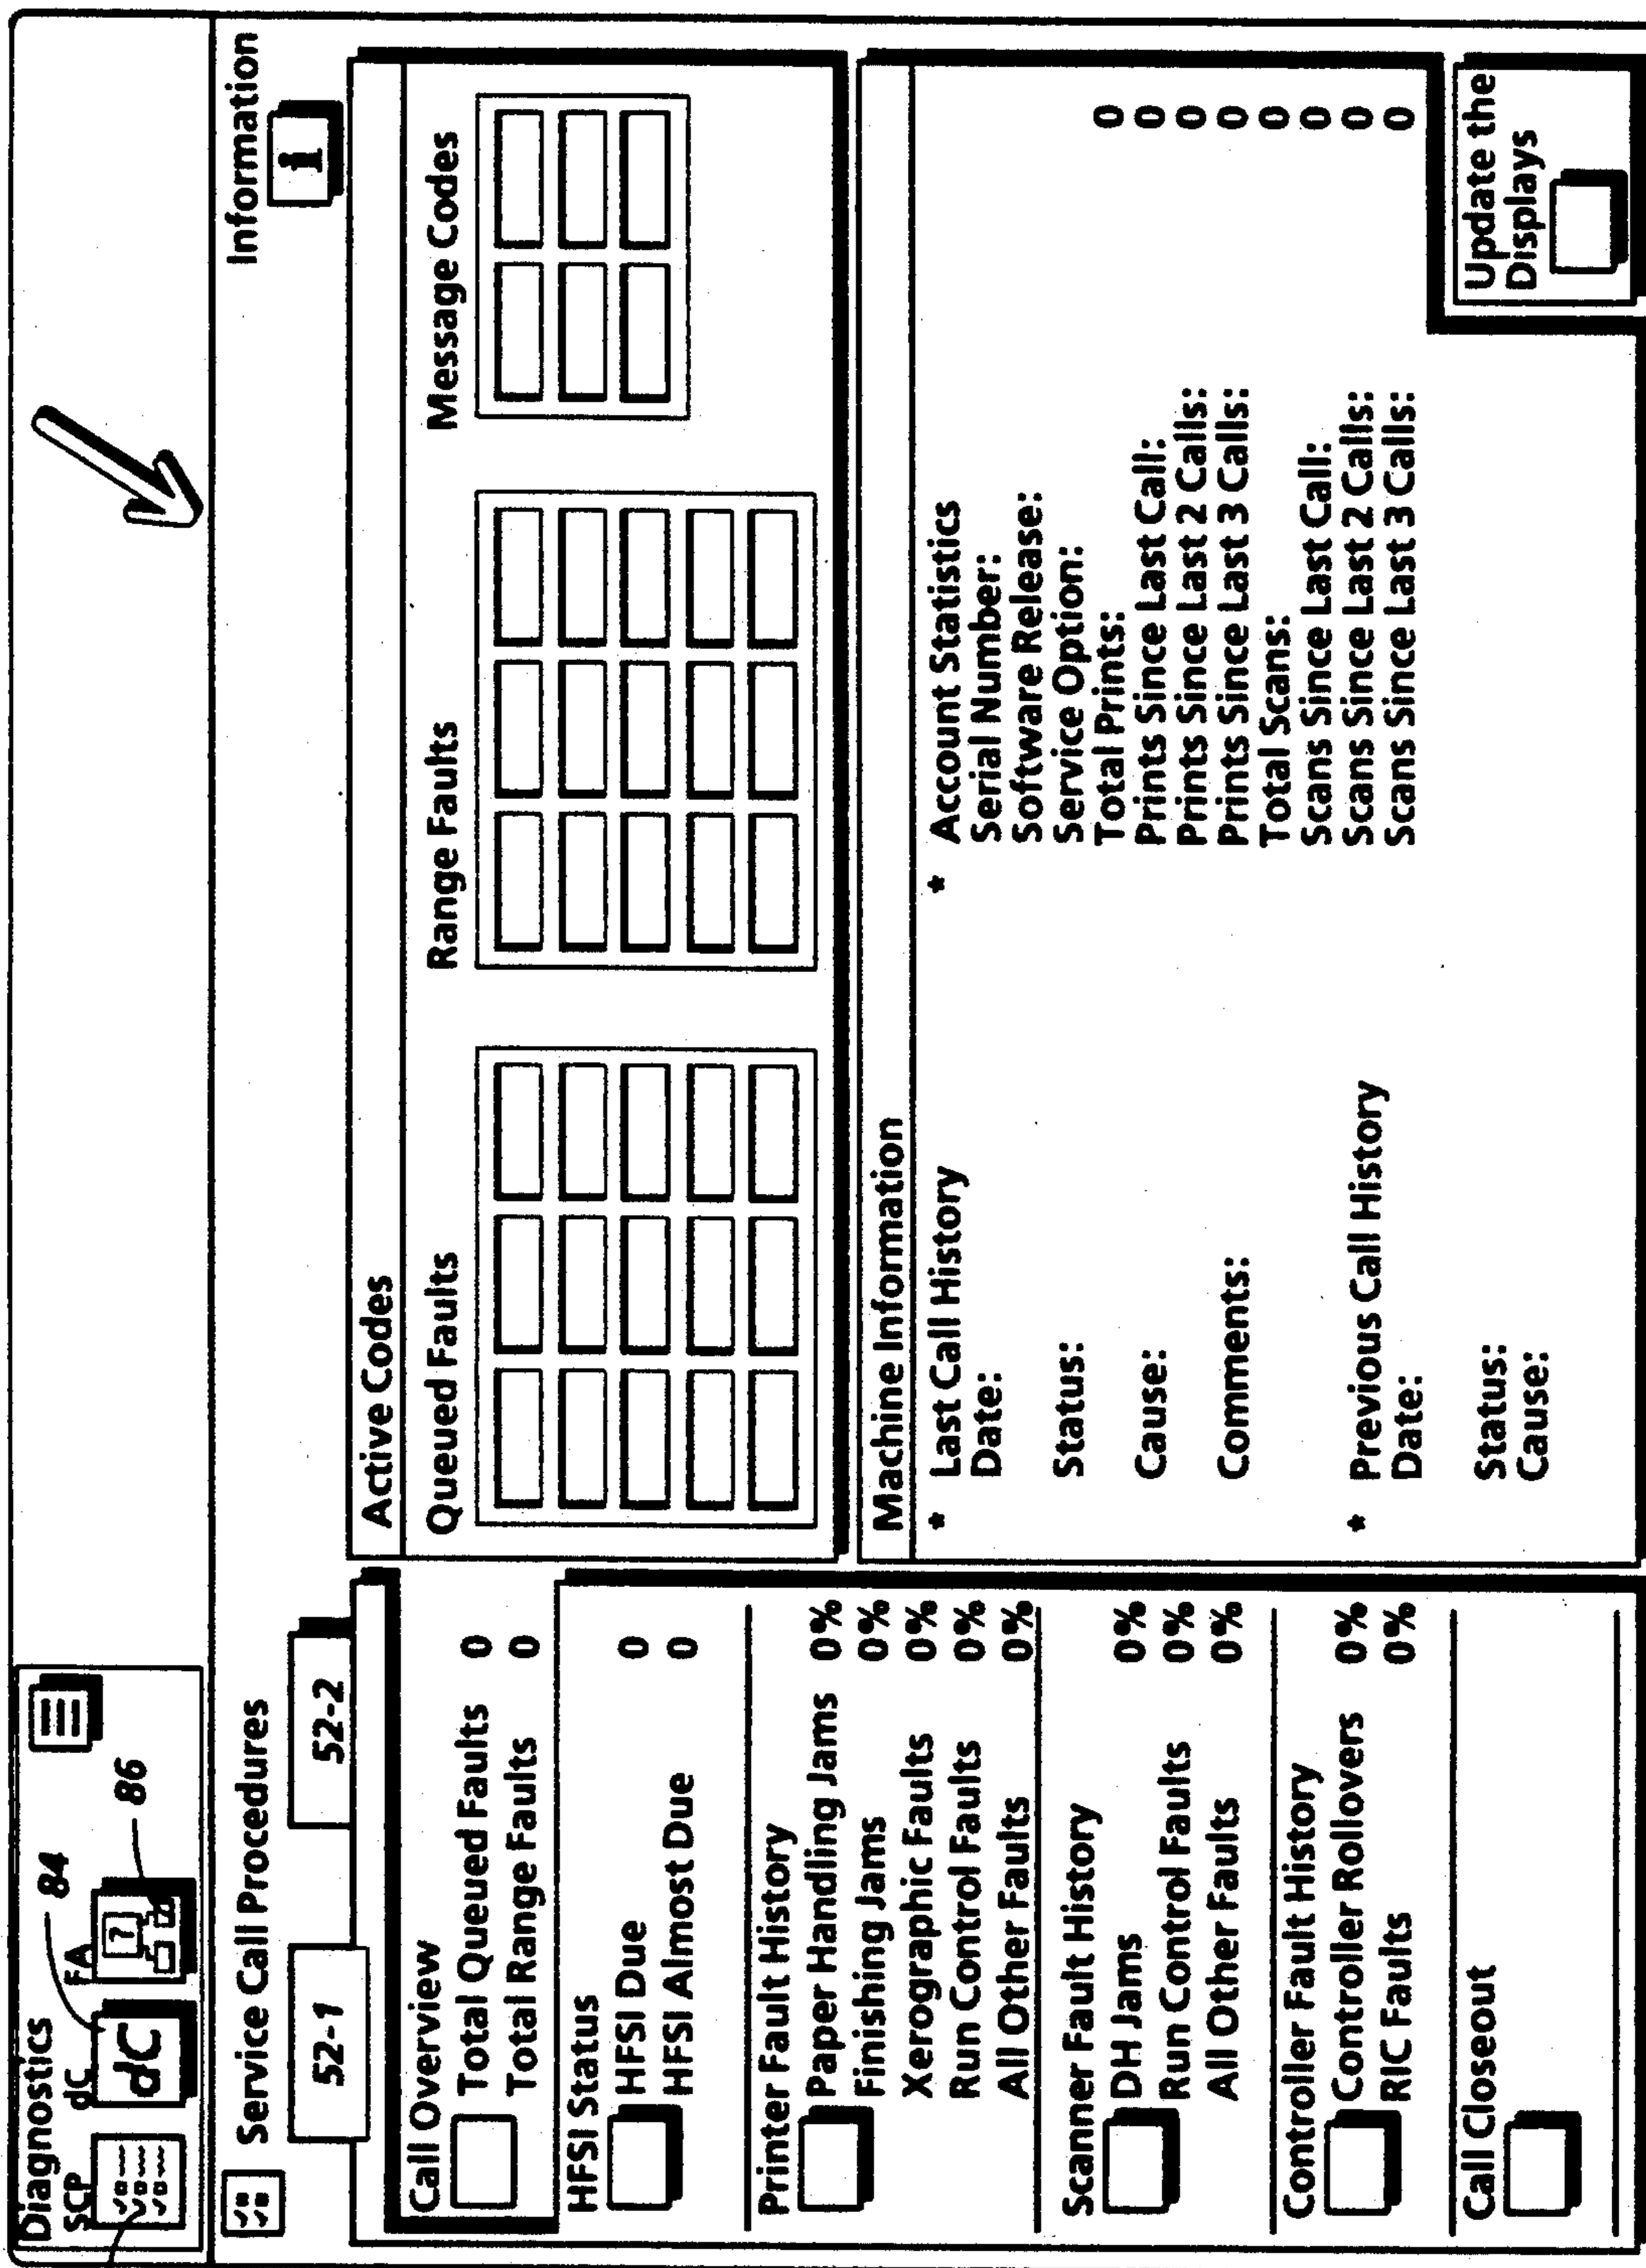 Diagnostics
SCP
dC
FA
84
dC
?
86
Service Call Procedures
Information
i
52-1
52-2
Call Overview
Total Queued Faults 0
Total Range Faults 0
HFSI Status
HFSI Due 0
HFSI Almost Due 0
Printer Fault History
Paper Handling Jams 0%
Finishing Jams 0%
Xerographic Faults 0%
Run Control Faults 0%
All Other Faults 0%
Scanner Fault History
DH Jams 0%
Run Control Faults 0%
All Other Faults 0%
Controller Fault History
Controller Rollovers 0%
RIC Faults 0%
Call Closeout
Active Codes
Queued Faults
Range Faults
Message Codes
Machine Information
* Last Call History
Date:
Status:
Cause:
Comments:
* Previous Call History
Date:
Status:
Cause:
* Account Statistics
Serial Number:
Software Release:
Service Option:
Total Prints: 0
Prints Since Last Call: 0
Prints Since Last 2 Calls: 0
Prints Since Last 3 Calls: 0
Total Scans: 0
Scans Since Last Call: 0
Scans Since Last 2 Calls: 0
Scans Since Last 3 Calls: 0
Update the
Displays